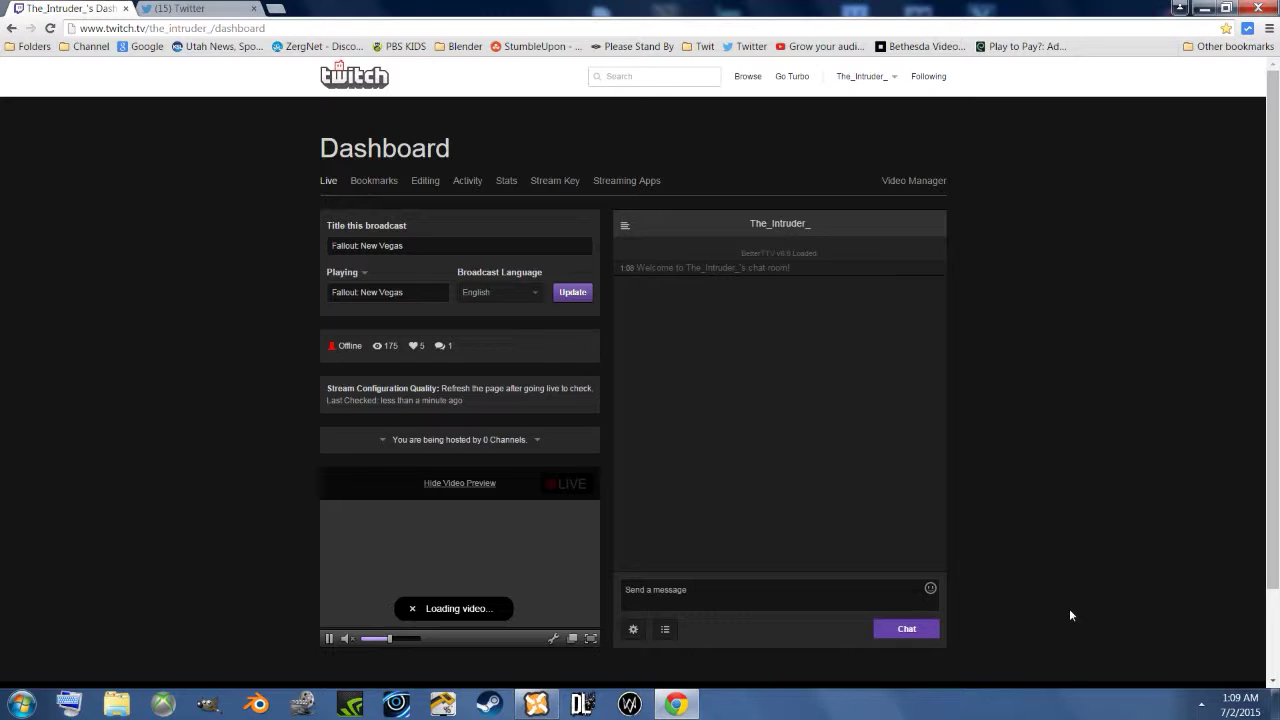 The_Intruder_'s Dash
(15) Twitter
www.twitch.tv/the_intruder_/dashboard
Folders
Channel
Google
Utah News, Spo...
ZergNet - Disco...
PBS KIDS
Blender
StumbleUpon - ...
Please Stand By
Twit
Twitter
Grow your audi...
Bethesda Video...
Play to Pay?: Ad...
Other bookmarks
twitch
Search
Browse
Go Turbo
The_Intruder_
Following
Dashboard
Live
Bookmarks
Editing
Activity
Stats
Stream Key
Streaming Apps
Video Manager
Title this broadcast
Fallout: New Vegas
Playing
Broadcast Language
Fallout: New Vegas
English
Update
Offline
175
5
1
Stream Configuration Quality: Refresh the page after going live to check.
Last Checked: less than a minute ago
You are being hosted by 0 Channels.
Hide Video Preview
LIVE
Loading video...
The_Intruder_
BetterTTV v6.8 Loaded.
1:08 Welcome to The_Intruder_'s chat room!
Send a message
Chat
1:09 AM
7/2/2015